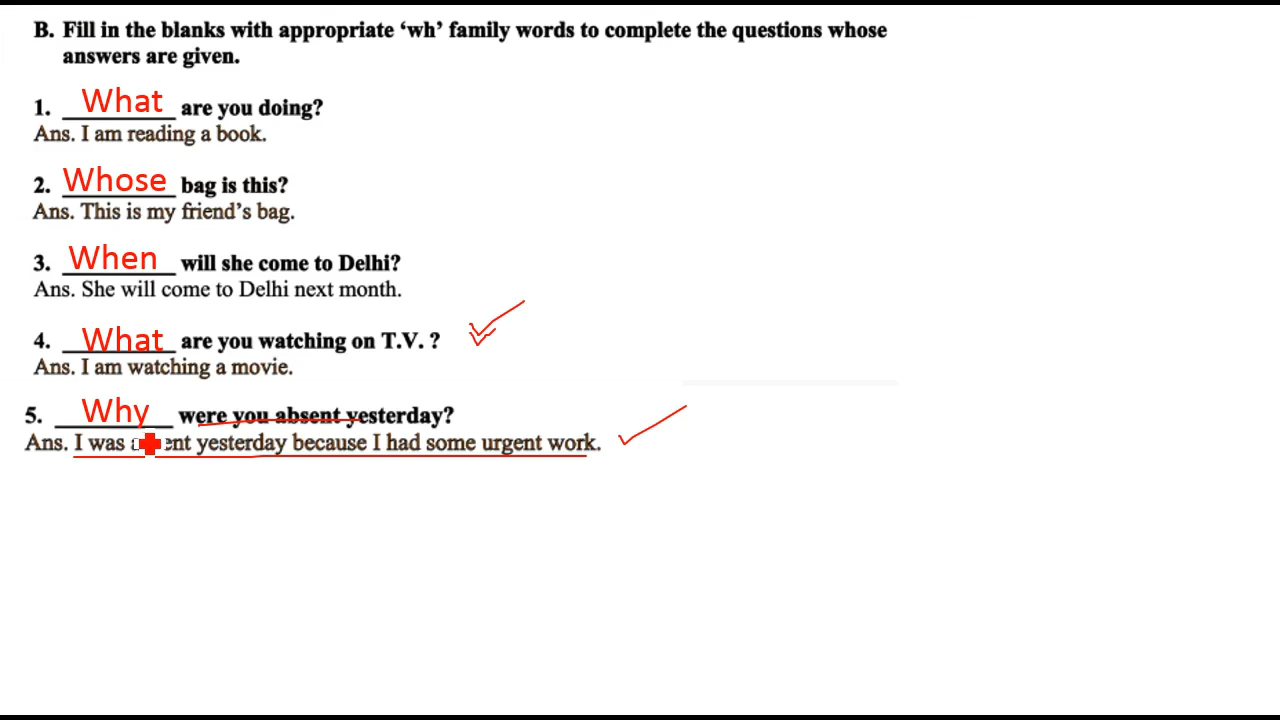 B. Fill in the blanks with appropriate ‘wh’ family words to complete the questions whose
answers are given.
1. What are you doing?
Ans. I am reading a book.
2. Whose bag is this?
Ans. This is my friend’s bag.
3. When will she come to Delhi?
Ans. She will come to Delhi next month.
4. What are you watching on T.V. ?
Ans. I am watching a movie.
5. Why were you absent yesterday?
Ans. I was yesterday because I had some urgent work.